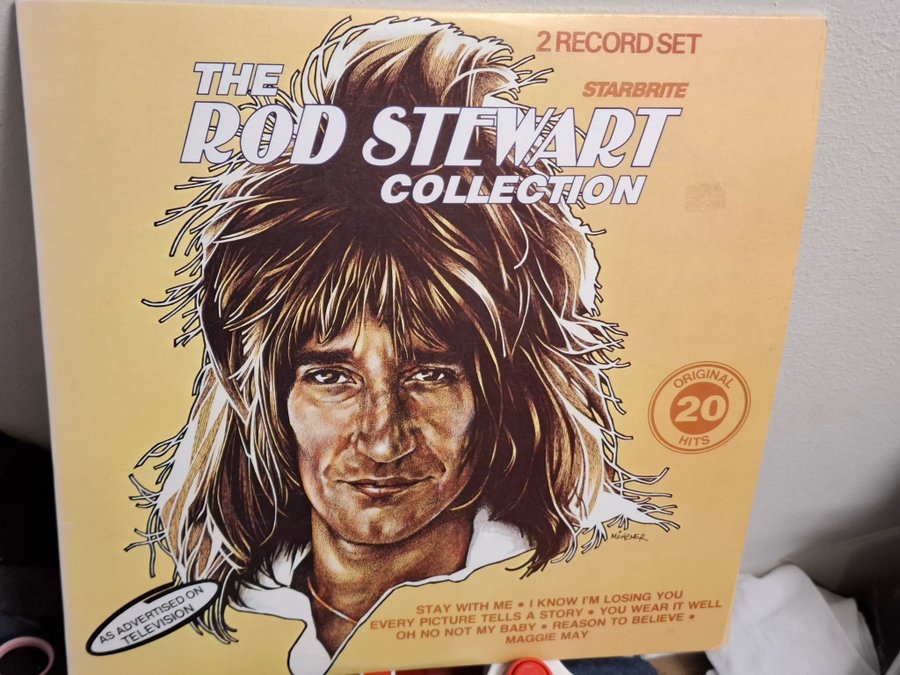 2 RECORD SET
STARBRITE
THE
ROD STEWART
COLLECTION
ORIGINAL
20
HITS
AS ADVERTISED ON
TELEVISION
STAY WITH ME • I KNOW I'M LOSING YOU
EVERY PICTURE TELLS A STORY • YOU WEAR IT WELL
OH NO NOT MY BABY • REASON TO BELIEVE •
MAGGIE MAY